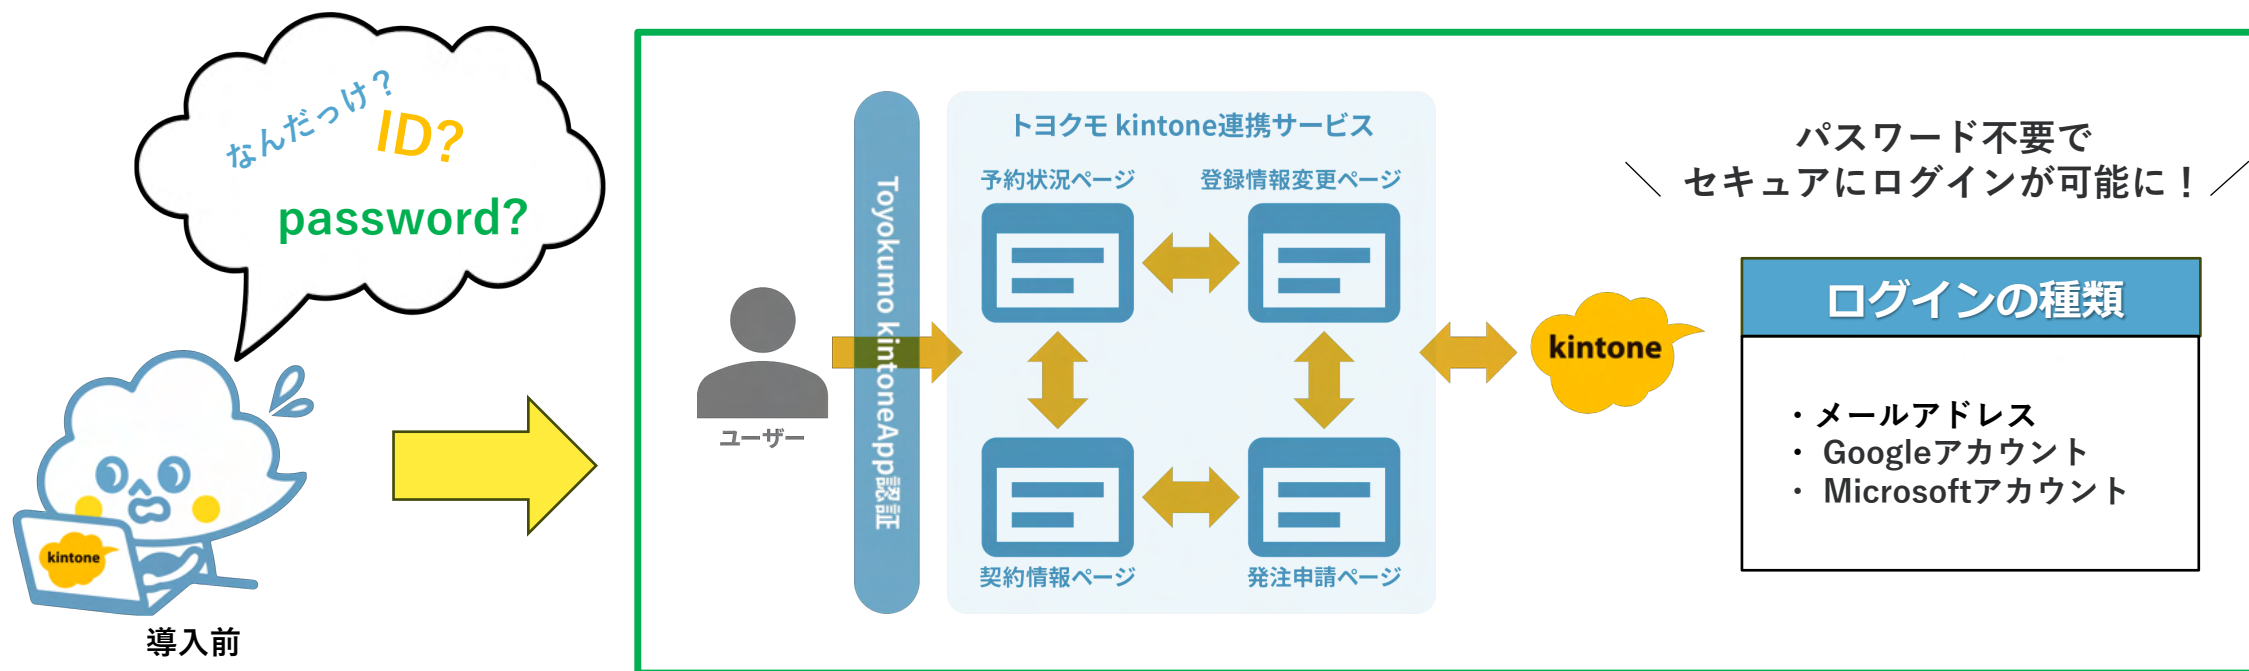 なんだっけ？
ID?
password?
kintone
導入前
ユーザー
Toyokumo kintoneApp認証
トヨクモ kintone連携サービス
予約状況ページ
登録情報変更ページ
契約情報ページ
発注申請ページ
kintone
パスワード不要で
＼ セキュアにログインが可能に！ ／
ログインの種類
・メールアドレス
・ Googleアカウント
・ Microsoftアカウント